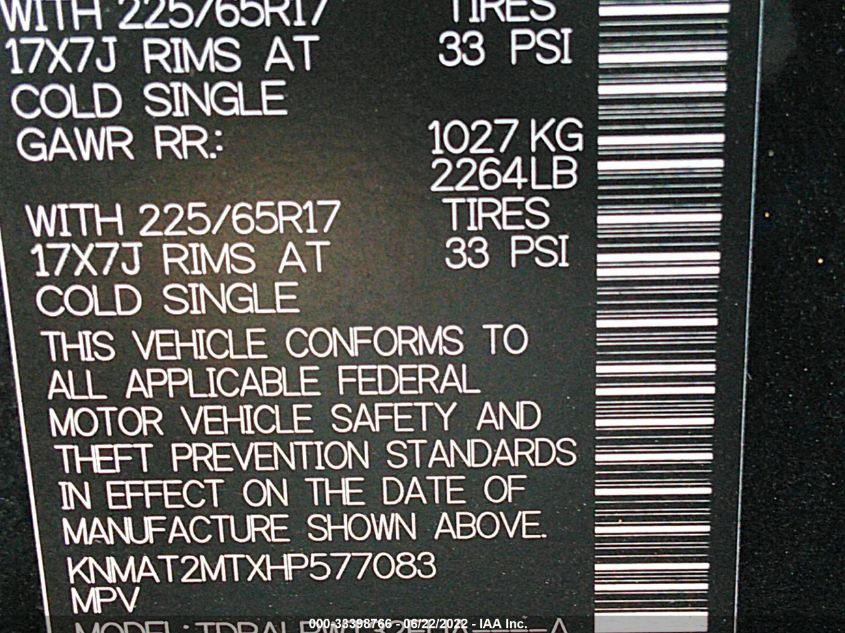 WITH 225/65R17 TIRES
17X7J RIMS AT 33 PSI
COLD SINGLE
GAWR RR.: 1027 KG
2264LB
WITH 225/65R17 TIRES
17X7J RIMS AT 33 PSI
COLD SINGLE
THIS VEHICLE CONFORMS TO
ALL APPLICABLE FEDERAL
MOTOR VEHICLE SAFETY AND
THEFT PREVENTION STANDARDS
IN EFFECT ON THE DATE OF
MANUFACTURE SHOWN ABOVE.
KNMAT2MTXHP577083
MPV
MODEL:
000-33398766 - 06/22/2022 - IAA Inc.